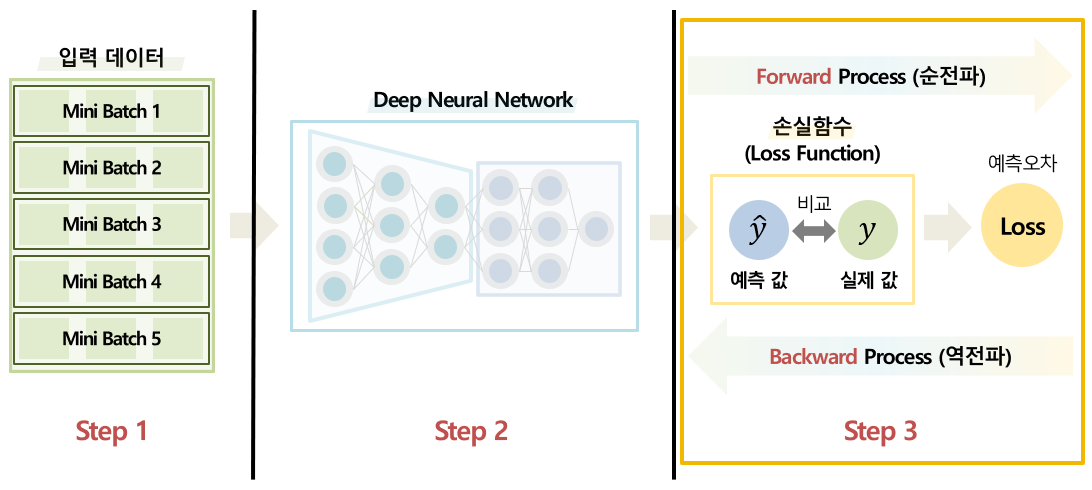 입력 데이터
Mini Batch 1
Mini Batch 2
Mini Batch 3
Mini Batch 4
Mini Batch 5
Step 1
Deep Neural Network
Step 2
Forward Process (순전파)
손실함수
(Loss Function)
비교
ŷ
y
예측 값
실제 값
예측오차
Loss
Backward Process (역전파)
Step 3